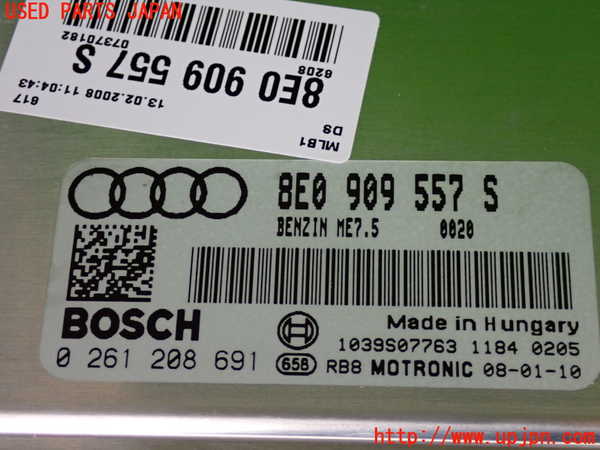 USED PARTS JAPAN
07370182
8208
8E0 909 557 S
13.02.2008 11:04:43
617
MLB1
DS
8E0 909 557 S
BENZIN ME7.5 0020
BOSCH
Made in Hungary
1039S07763 1184 0205
0 261 208 691
658 RB8 MOTRONIC 08-01-10
http://www.upjpn.com/